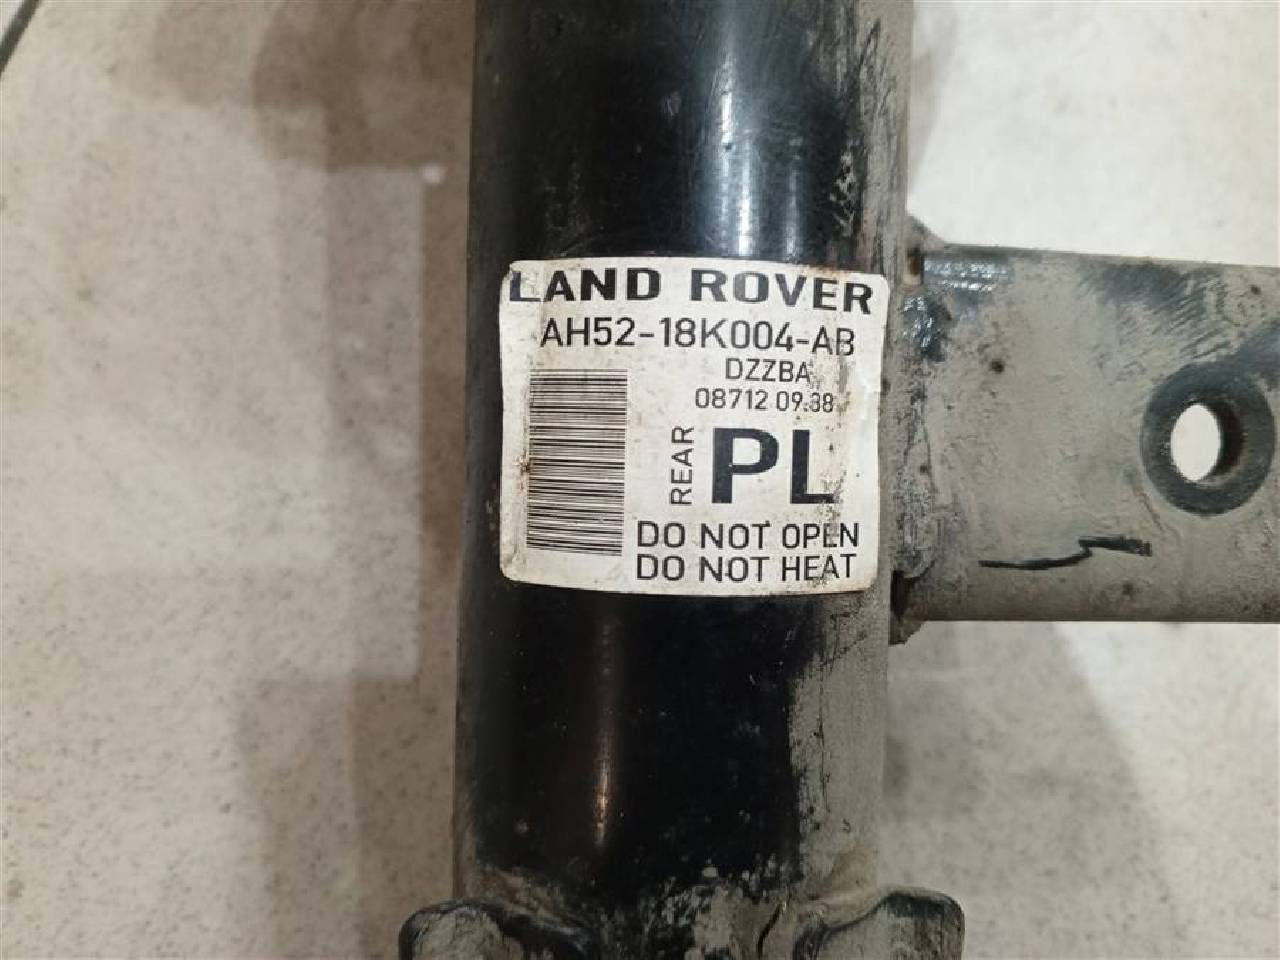 LAND ROVER
AH52-18K004-AB
DZZBA
08712 09:38
REAR
PL
DO NOT OPEN
DO NOT HEAT